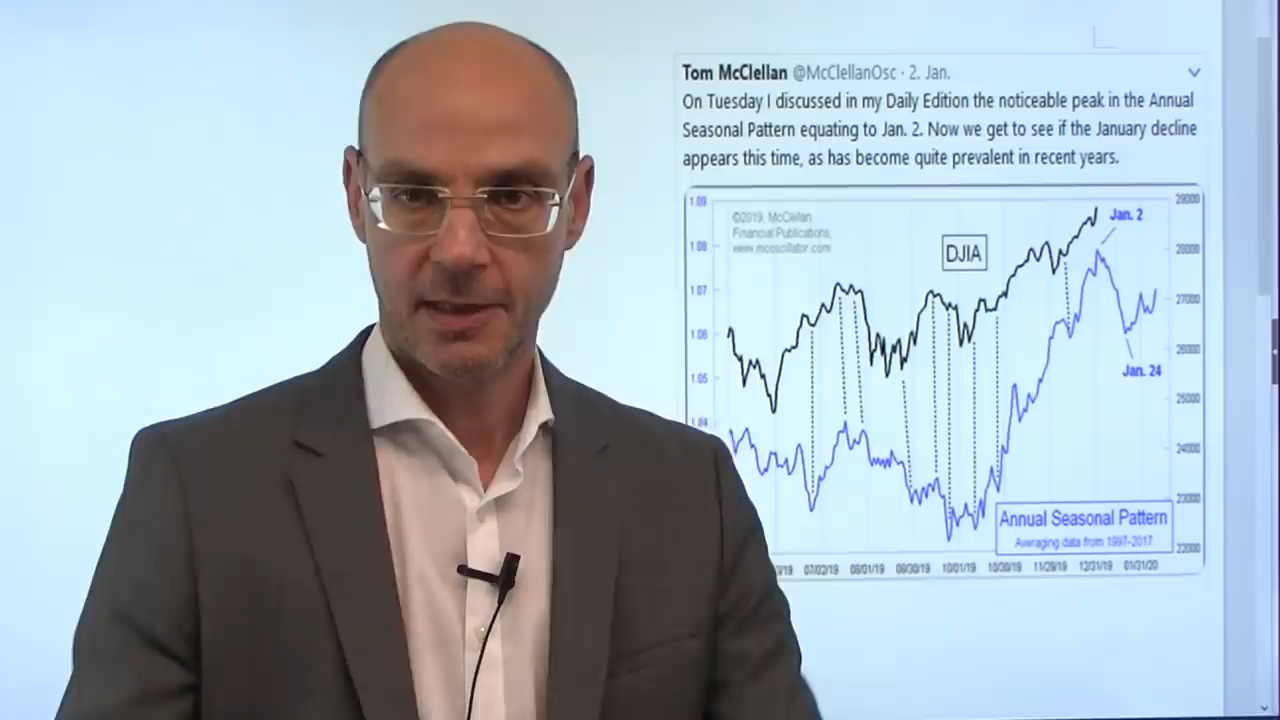 Tom McClellan @McClellanOsc · 2. Jan.
On Tuesday I discussed in my Daily Edition the noticeable peak in the Annual
Seasonal Pattern equating to Jan. 2. Now we get to see if the January decline
appears this time, as has become quite prevalent in recent years.
1.09
29000
©2019, McClellan
Financial Publications,
www.mcoscillator.com
Jan. 2
1.08
DJIA
28000
1.07
27000
1.06
26000
1.05
Jan. 24
25000
1.04
24000
23000
Annual Seasonal Pattern
Averaging data from 1997-2017
22000
07/02/19 08/01/19 08/30/19 10/01/19 10/30/19 11/29/19 12/31/19 01/31/20